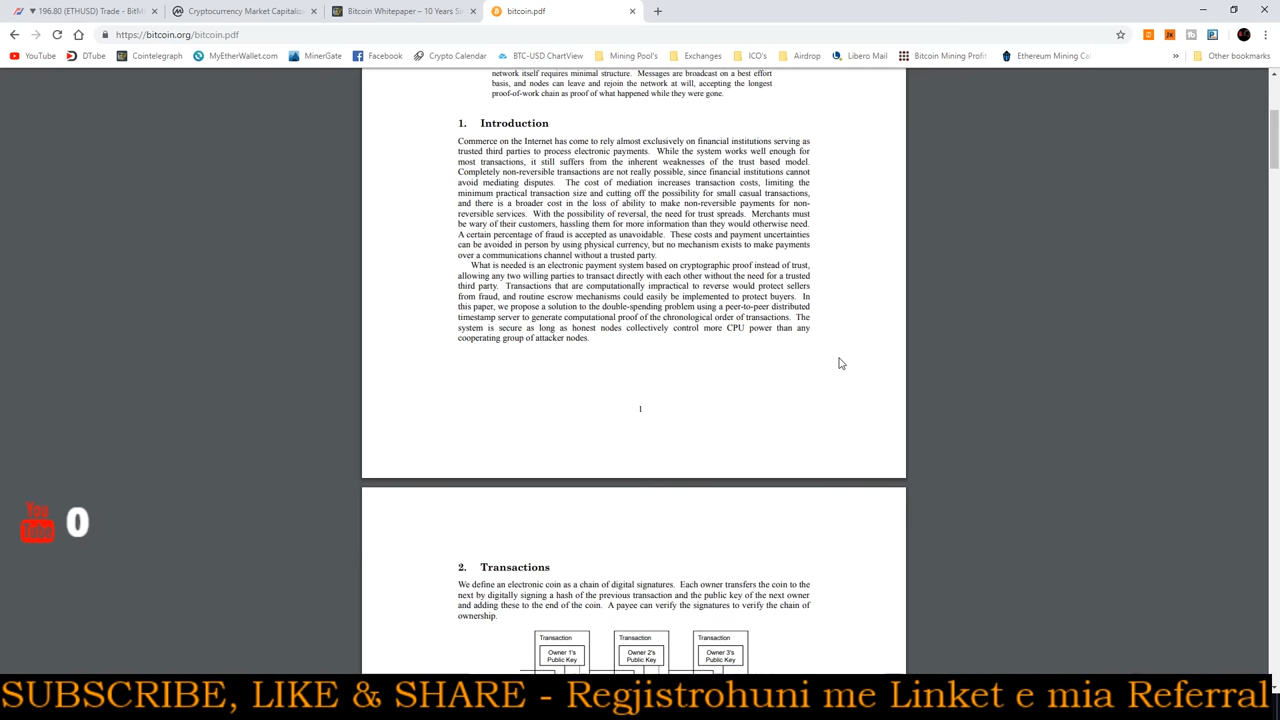 196.80 (ETHUSD) Trade - BitM
Cryptocurrency Market Capitaliz
Bitcoin Whitepaper – 10 Years Si
bitcoin.pdf
https://bitcoin.org/bitcoin.pdf
YouTube
DTube
Cointelegraph
MyEtherWallet.com
MinerGate
Facebook
Crypto Calendar
BTC-USD ChartView
Mining Pool's
Exchanges
ICO's
Airdrop
Libero Mail
Bitcoin Mining Profit
Ethereum Mining Ca
»
Other bookmarks
network itself requires minimal structure. Messages are broadcast on a best effort
basis, and nodes can leave and rejoin the network at will, accepting the longest
proof-of-work chain as proof of what happened while they were gone.
1. Introduction
Commerce on the Internet has come to rely almost exclusively on financial institutions serving as
trusted third parties to process electronic payments. While the system works well enough for
most transactions, it still suffers from the inherent weaknesses of the trust based model.
Completely non-reversible transactions are not really possible, since financial institutions cannot
avoid mediating disputes. The cost of mediation increases transaction costs, limiting the
minimum practical transaction size and cutting off the possibility for small casual transactions,
and there is a broader cost in the loss of ability to make non-reversible payments for non-
reversible services. With the possibility of reversal, the need for trust spreads. Merchants must
be wary of their customers, hassling them for more information than they would otherwise need.
A certain percentage of fraud is accepted as unavoidable. These costs and payment uncertainties
can be avoided in person by using physical currency, but no mechanism exists to make payments
over a communications channel without a trusted party.
What is needed is an electronic payment system based on cryptographic proof instead of trust,
allowing any two willing parties to transact directly with each other without the need for a trusted
third party. Transactions that are computationally impractical to reverse would protect sellers
from fraud, and routine escrow mechanisms could easily be implemented to protect buyers. In
this paper, we propose a solution to the double-spending problem using a peer-to-peer distributed
timestamp server to generate computational proof of the chronological order of transactions. The
system is secure as long as honest nodes collectively control more CPU power than any
cooperating group of attacker nodes.
1
You
Tube
0
2. Transactions
We define an electronic coin as a chain of digital signatures. Each owner transfers the coin to the
next by digitally signing a hash of the previous transaction and the public key of the next owner
and adding these to the end of the coin. A payee can verify the signatures to verify the chain of
ownership.
Transaction
Transaction
Transaction
Owner 1's
Public Key
Owner 2's
Public Key
Owner 3's
Public Key
SUBSCRIBE, LIKE & SHARE - Regjistrohuni me Linket e mia Referral